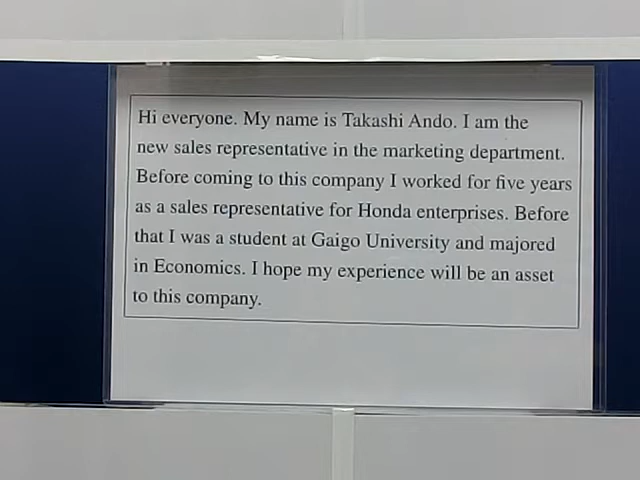 Hi everyone. My name is Takashi Ando. I am the
new sales representative in the marketing department.
Before coming to this company I worked for five years
as a sales representative for Honda enterprises. Before
that I was a student at Gaigo University and majored
in Economics. I hope my experience will be an asset
to this company.